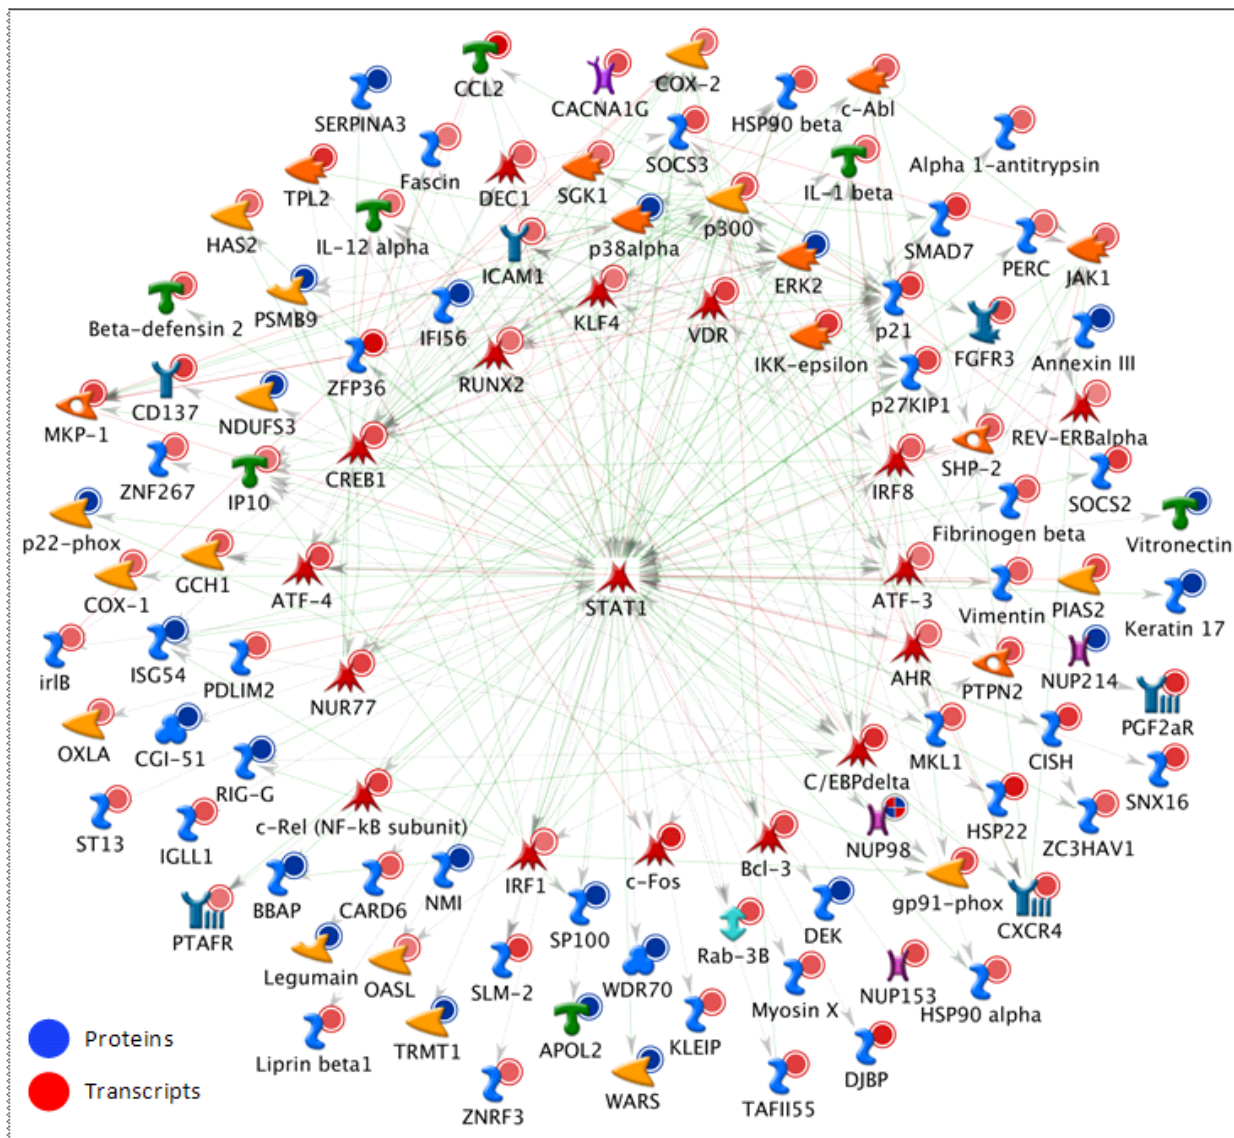 CCL2
CACNA1G
COX-2
HSP90 beta
c-Abl
SERPINA3
Fascin
SOCS3
Alpha 1-antitrypsin
TPL2
DEC1
SGK1
IL-1 beta
HAS2
IL-12 alpha
ICAM1
p38alpha
p300
SMAD7
PERC
JAK1
ERK2
Beta-defensin 2
PSMB9
IFI56
KLF4
VDR
p21
FGFR3
Annexin III
IKK-epsilon
ZFP36
RUNX2
p27KIP1
MKP-1
CD137
NDUFS3
REV-ERBalpha
SHP-2
ZNF267
IP10
CREB1
IRF8
SOCS2
Fibrinogen beta
Vitronectin
p22-phox
GCH1
COX-1
ATF-4
STAT1
ATF-3
Vimentin
PIAS2
Keratin 17
irlB
ISG54
PDLIM2
NUR77
AHR
PTPN2
NUP214
PGF2aR
OXLA
CGI-51
RIG-G
C/EBPdelta
MKL1
CISH
SNX16
ST13
IGLL1
c-Rel (NF-kB subunit)
NUP98
HSP22
ZC3HAV1
PTAFR
BBAP
CARD6
NMI
IRF1
c-Fos
Bcl-3
gp91-phox
CXCR4
Legumain
OASL
SLM-2
SP100
WDR70
Rab-3B
DEK
Myosin X
NUP153
HSP90 alpha
Proteins
Liprin beta1
TRMT1
APOL2
KLEIP
DJBP
Transcripts
ZNRF3
WARS
TAFII55